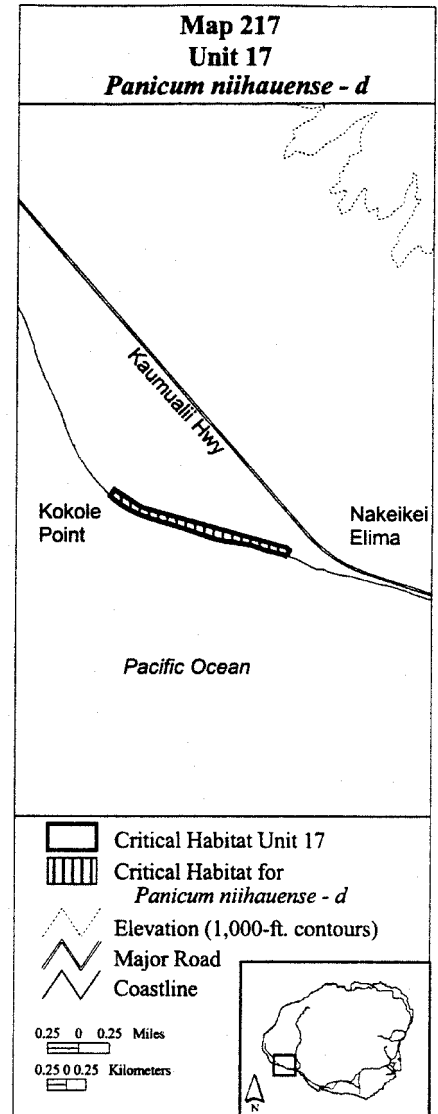 Map 217
Unit 17
Panicum niihauense - d
Kaumualii Hwy
Kokole
Point
Nakeikei
Elima
Pacific Ocean
Critical Habitat Unit 17
Critical Habitat for
Panicum niihauense - d
Elevation (1,000-ft. contours)
Major Road
Coastline
0.25 0 0.25 Miles
0.25 0 0.25 Kilometers
N